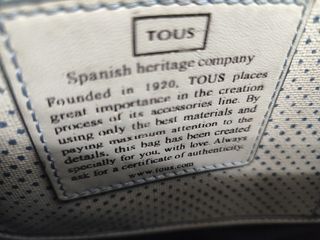 TOUS
Spanish heritage company
Founded in 1920, TOUS places
great importance in the creation
process of its accessories line. By
using only the best materials and
paying maximum attention to the
details, this bag has been created
specially for you, with love. Always
ask for a certificate of authenticity.
www.tous.com